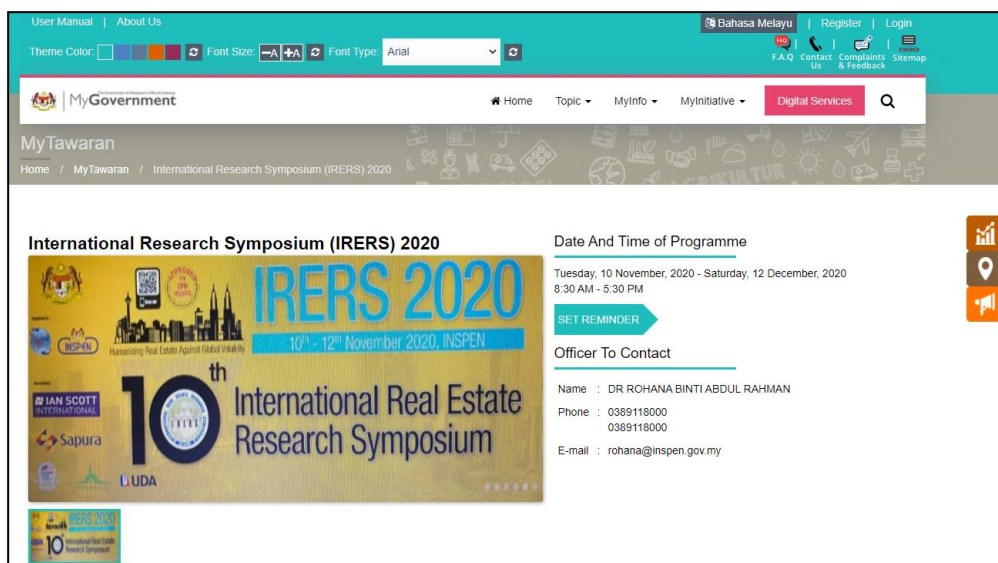 User Manual | About Us
Bahasa Melayu | Register | Login
Theme Color: Font Size: -A +A Font Type: Arial
FAQ
F.A.Q Contact Us Complaints & Feedback Sitemap
MyGovernment
Home Topic MyInfo MyInitiative Digital Services
MyTawaran
Home / MyTawaran / International Research Symposium (IRERS) 2020
AGRIKULTUR
International Research Symposium (IRERS) 2020
APPROVED
CPD
IRERS 2020
10th - 12th November 2020, INSPEN
INSPEN
Humanising Real Estate Against Global Volatility
10th International Real Estate
Research Symposium
IRERS
IAN SCOTT
INTERNATIONAL
Sapura
UDA
IRERS 2020
10th International Real Estate
Research Symposium
Date And Time of Programme
Tuesday, 10 November, 2020 - Saturday, 12 December, 2020
8:30 AM - 5:30 PM
SET REMINDER
Officer To Contact
Name : DR ROHANA BINTI ABDUL RAHMAN
Phone : 0389118000
0389118000
E-mail : rohana@inspen.gov.my